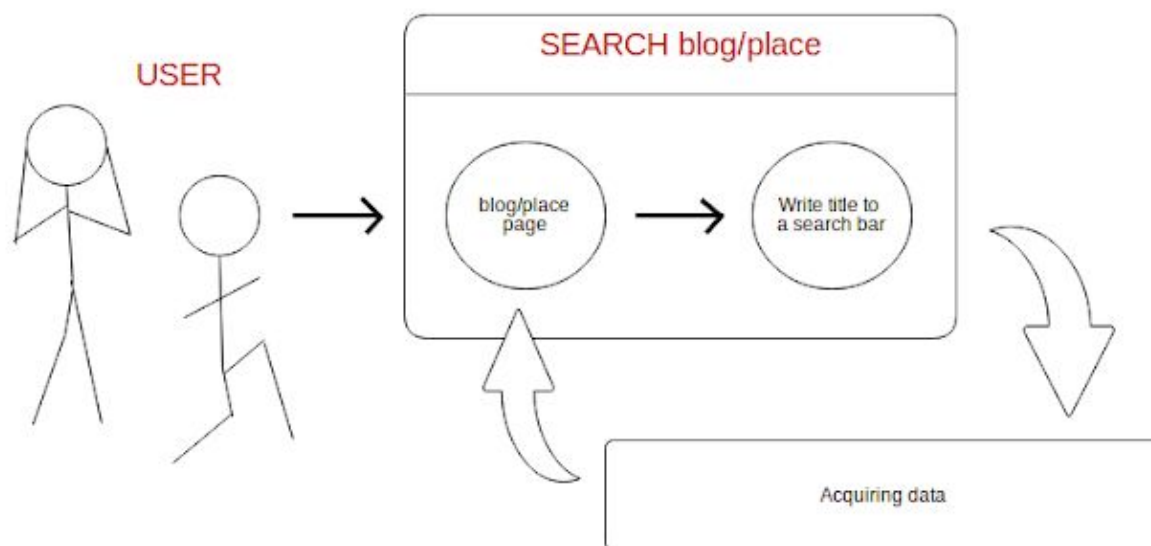 SEARCH blog/place
USER
blog/place
page
Write title to
a search bar
Acquiring data